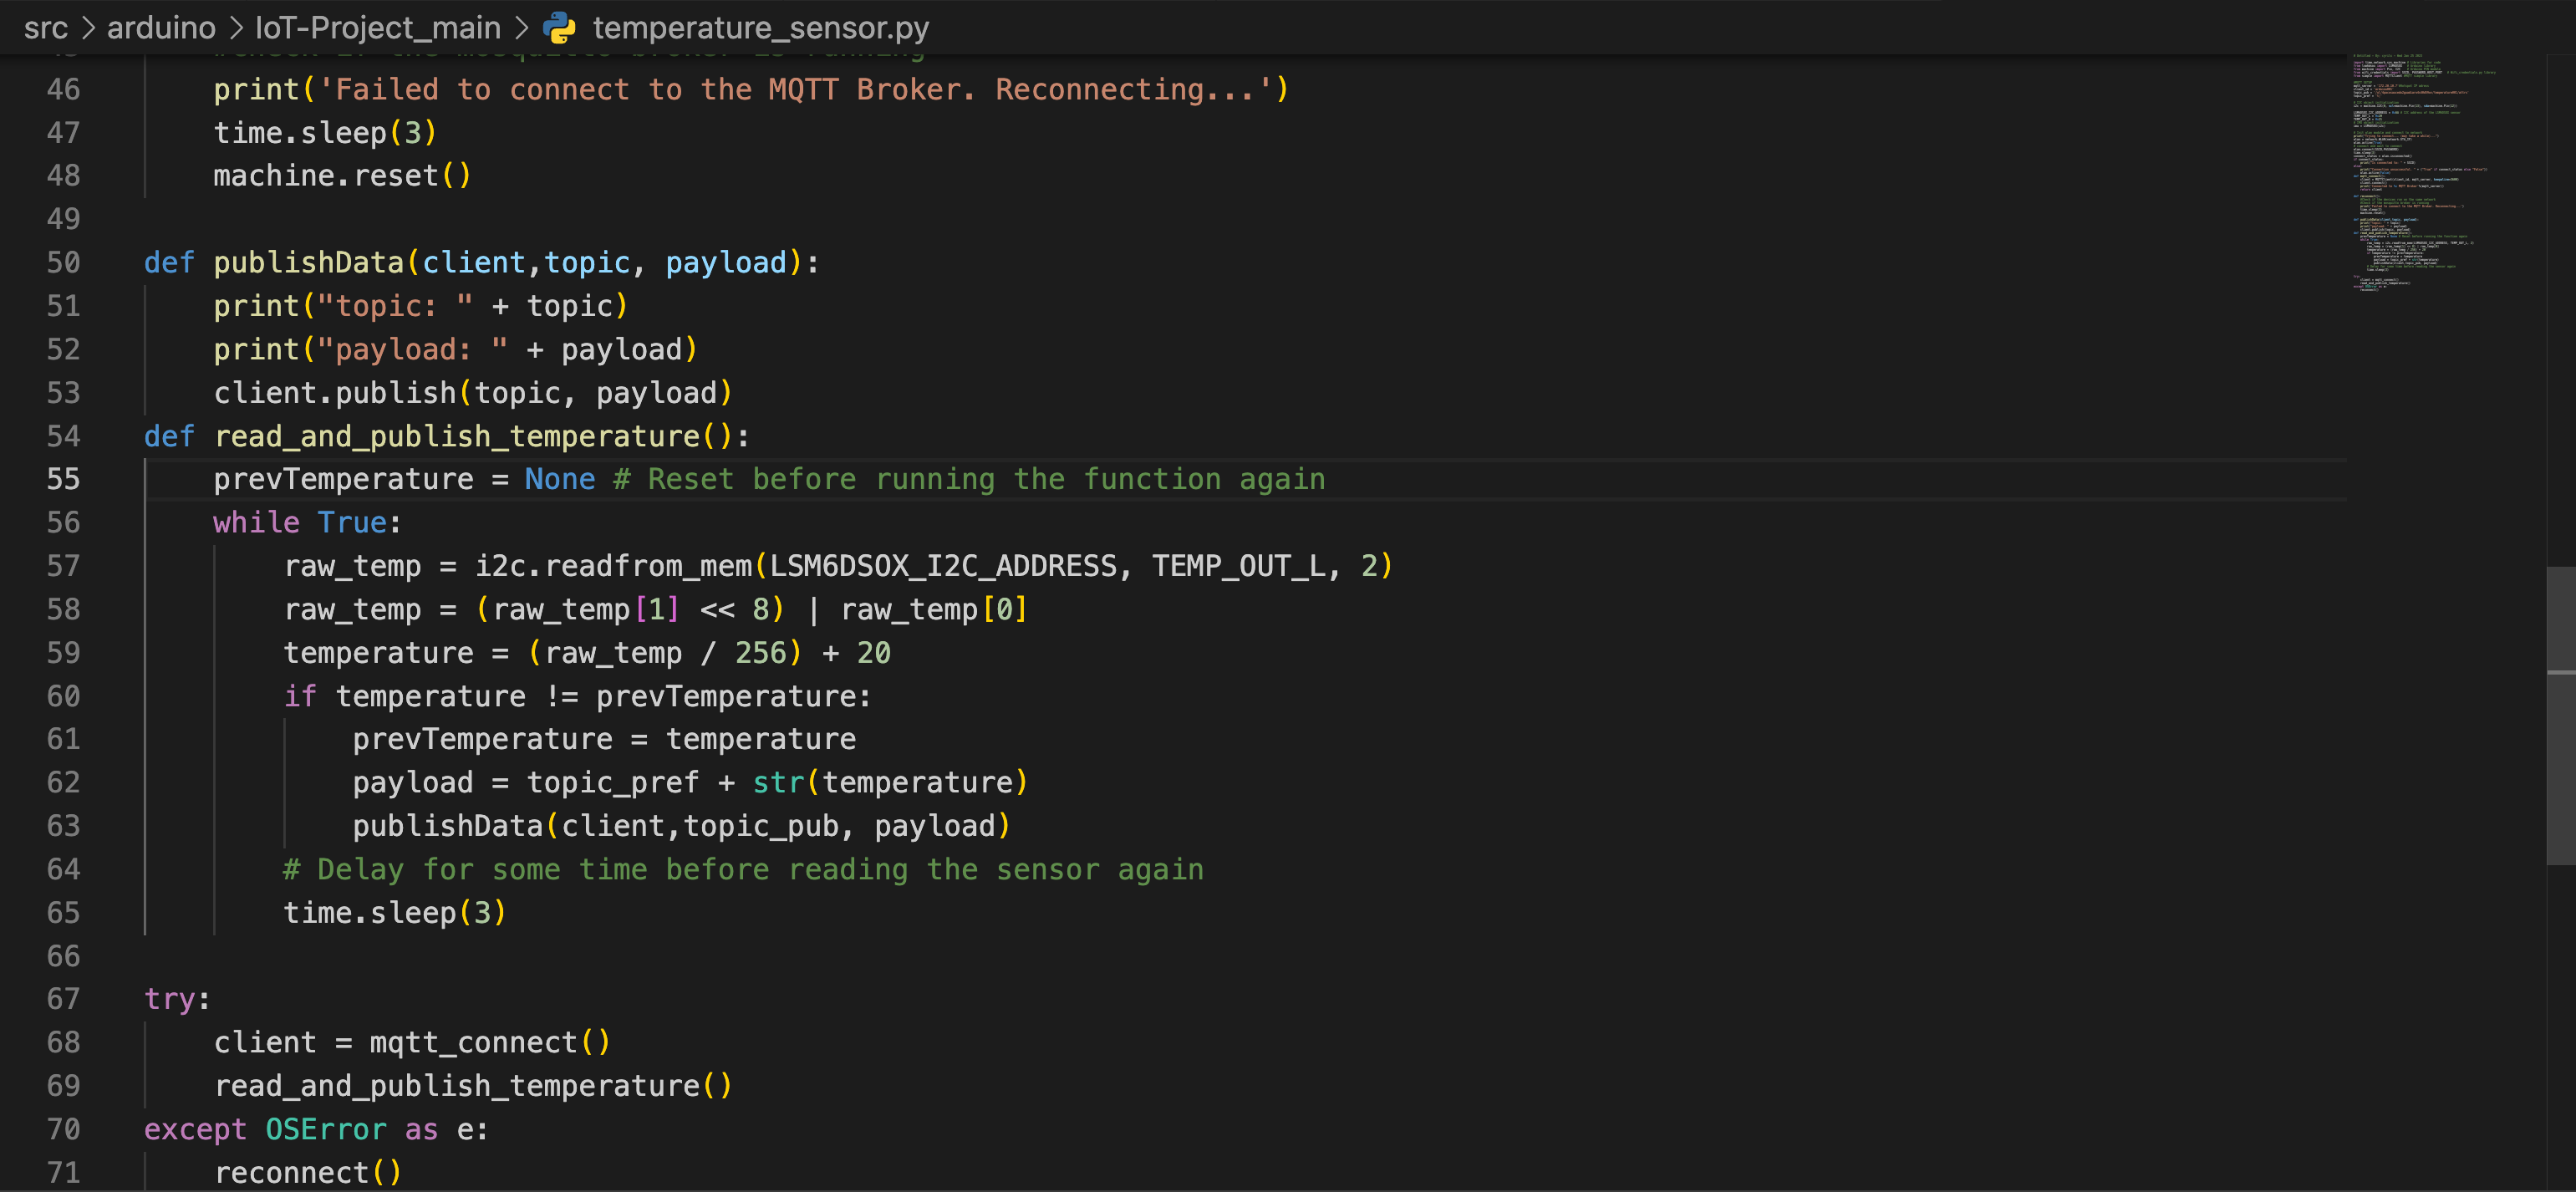 src > arduino > IoT-Project_main > temperature_sensor.py
46 print('Failed to connect to the MQTT Broker. Reconnecting...')
47 time.sleep(3)
48 machine.reset()
49
50 def publishData(client,topic, payload):
51 print("topic: " + topic)
52 print("payload: " + payload)
53 client.publish(topic, payload)
54 def read_and_publish_temperature():
55 prevTemperature = None # Reset before running the function again
56 while True:
57 raw_temp = i2c.readfrom_mem(LSM6DSOX_I2C_ADDRESS, TEMP_OUT_L, 2)
58 raw_temp = (raw_temp[1] << 8) | raw_temp[0]
59 temperature = (raw_temp / 256) + 20
60 if temperature != prevTemperature:
61 prevTemperature = temperature
62 payload = topic_pref + str(temperature)
63 publishData(client,topic_pub, payload)
64 # Delay for some time before reading the sensor again
65 time.sleep(3)
66
67 try:
68 client = mqtt_connect()
69 read_and_publish_temperature()
70 except OSError as e:
71 reconnect()